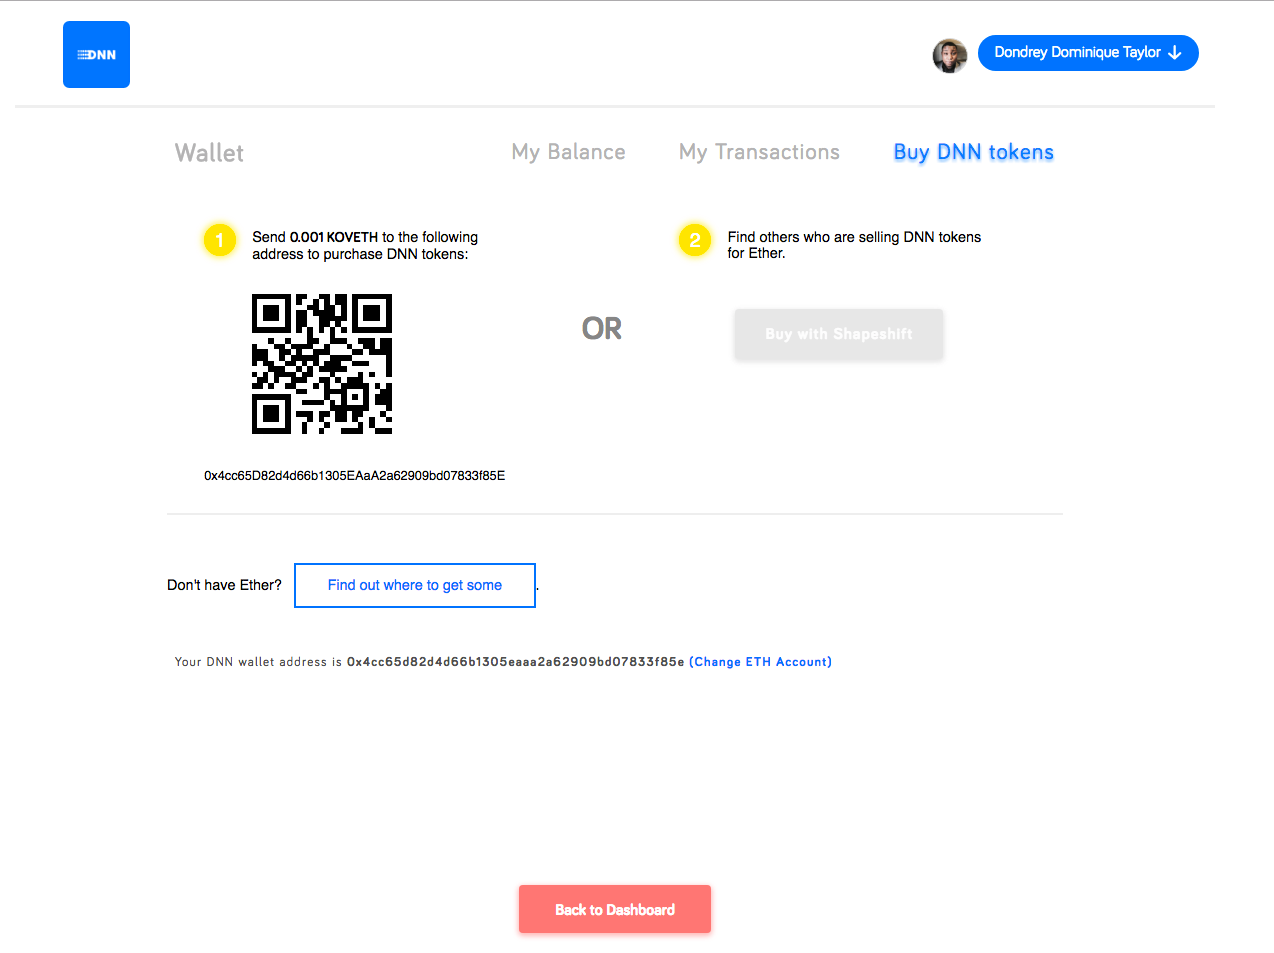 DNN
Dondrey Dominique Taylor
Wallet
My Balance
My Transactions
Buy DNN tokens
1
Send 0.001 KOVETH to the following
address to purchase DNN tokens:
OR
2
Find others who are selling DNN tokens
for Ether.
Buy with Shapeshift
0x4cc65D82d4d66b1305EAaA2a62909bd07833f85E
Don't have Ether? Find out where to get some.
Your DNN wallet address is 0x4cc65d82d4d66b1305eaaa2a62909bd07833f85e (Change ETH Account)
Back to Dashboard